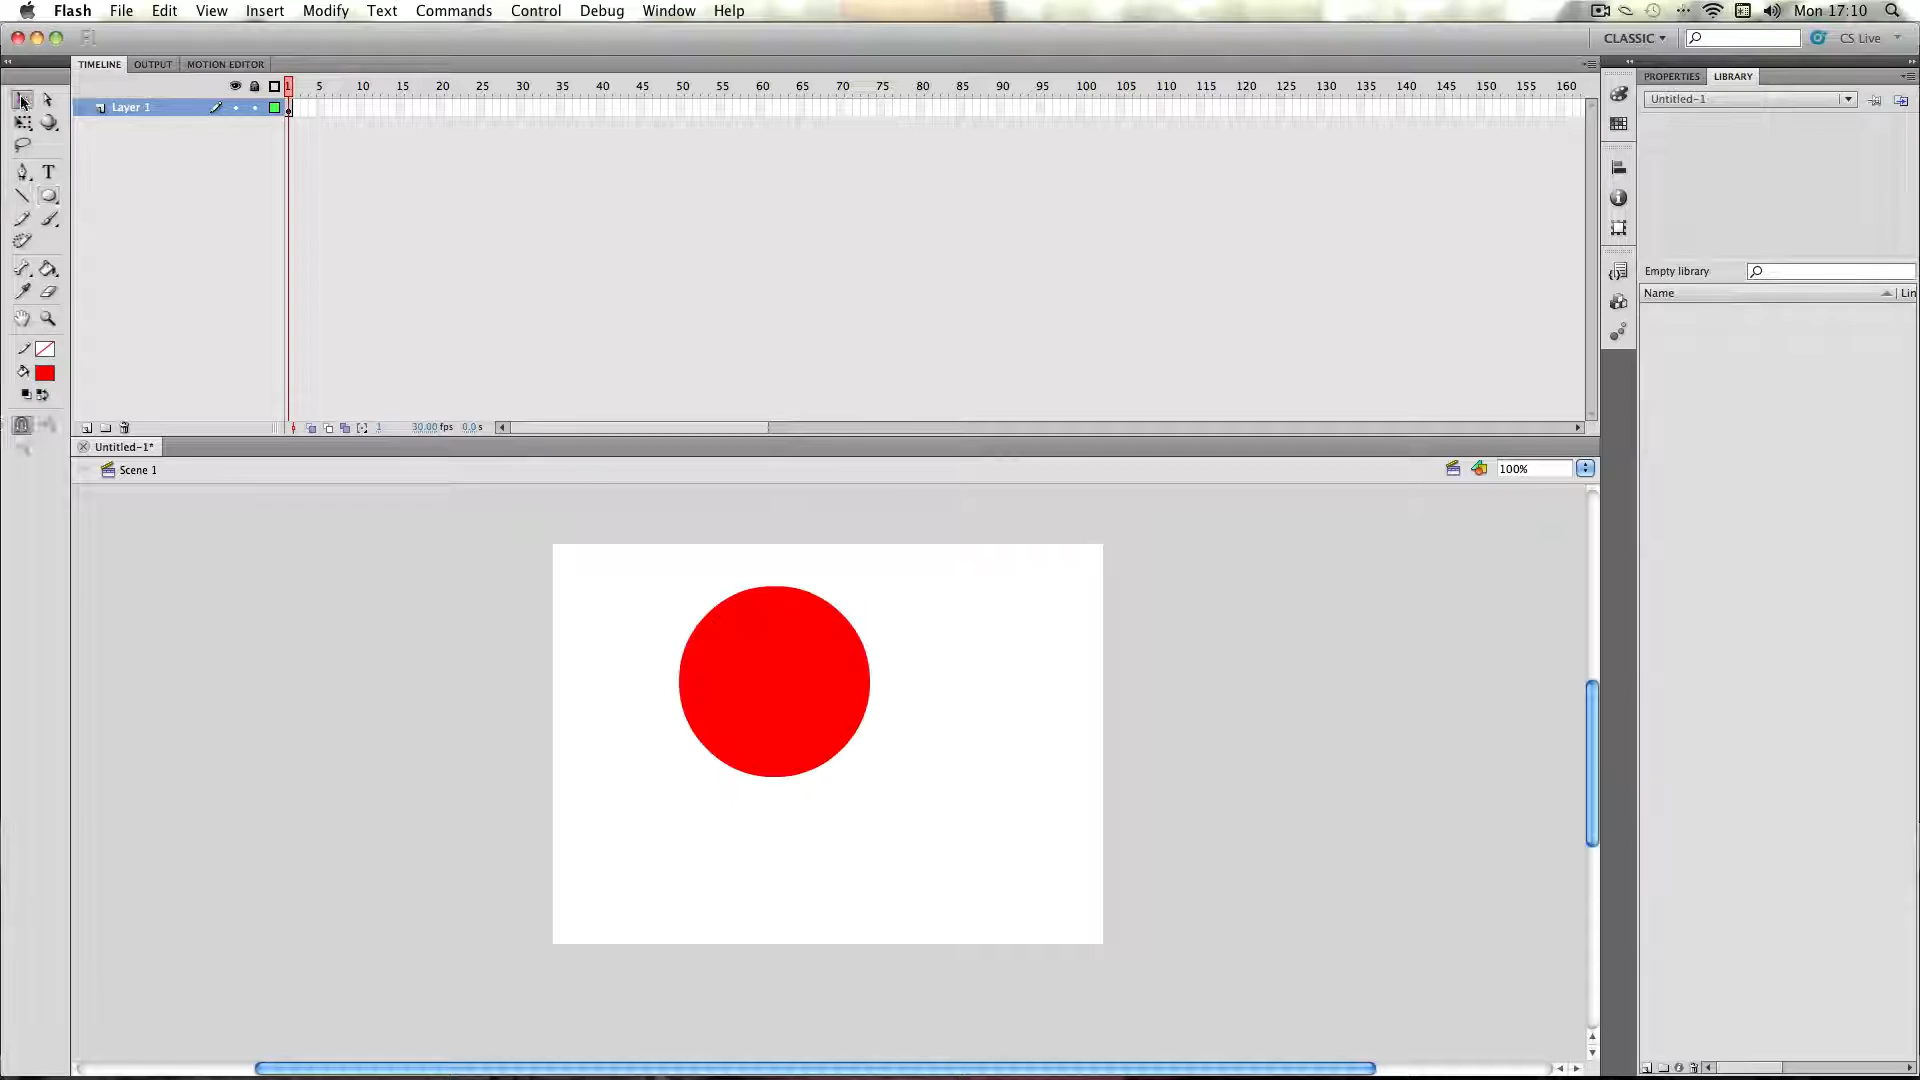 Flash File Edit View Insert Modify Text Commands Control Debug Window Help Mon 17:10
Fl CLASSIC CS Live
TIMELINE OUTPUT MOTION EDITOR
PROPERTIES LIBRARY
1 5 10 15 20 25 30 35 40 45 50 55 60 65 70 75 80 85 90 95 100 105 110 115 120 125 130 135 140 145 150 155 160
Untitled-1
Layer 1
T
Empty library
Name Lin
1 30.00 fps 0.0 s
Untitled-1*
Scene 1 100%